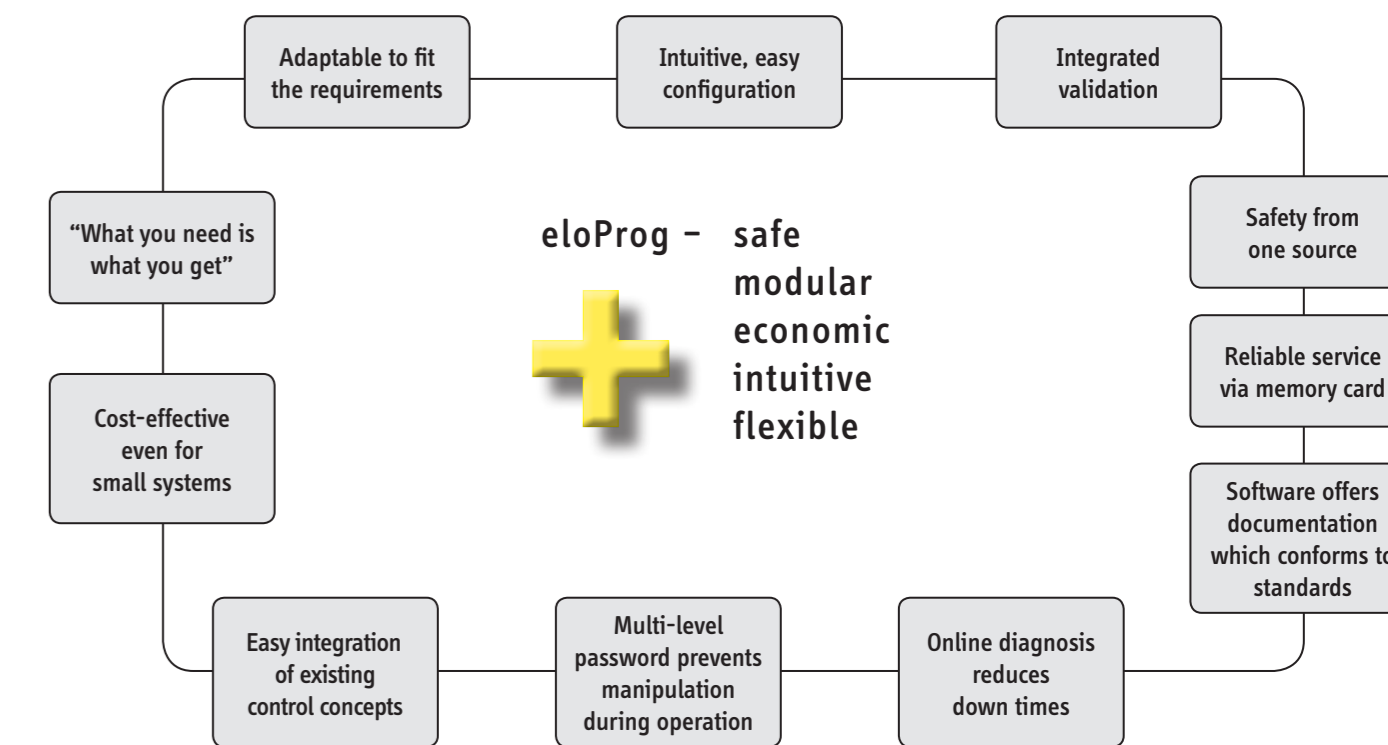 Adaptable to fit
the requirements
Intuitive, easy
configuration
Integrated
validation
“What you need is
what you get”
Safety from
one source
eloProg – safe
modular
economic
intuitive
flexible
Reliable service
via memory card
Cost-effective
even for
small systems
Software offers
documentation
which conforms to
standards
Easy integration
of existing
control concepts
Multi-level
password prevents
manipulation
during operation
Online diagnosis
reduces
down times